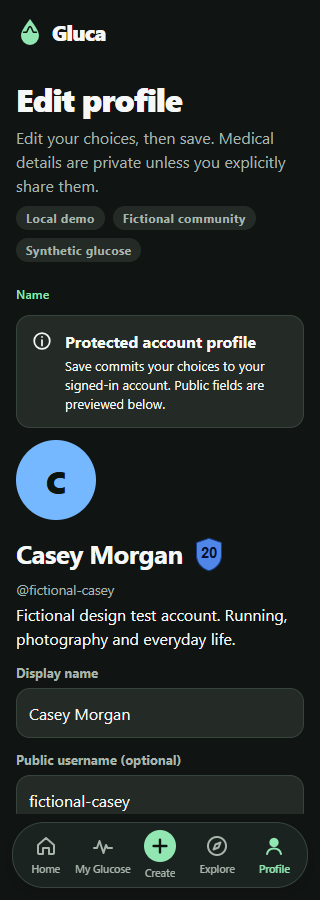 Gluca
Edit profile
Edit your choices, then save. Medical
details are private unless you explicitly
share them.
Local demo
Fictional community
Synthetic glucose
Name
Protected account profile
Save commits your choices to your
signed-in account. Public fields are
previewed below.
C
Casey Morgan
20
@fictional-casey
Fictional design test account. Running,
photography and everyday life.
Display name
Casey Morgan
Public username (optional)
fictional-casey
Home
My Glucose
Create
Explore
Profile